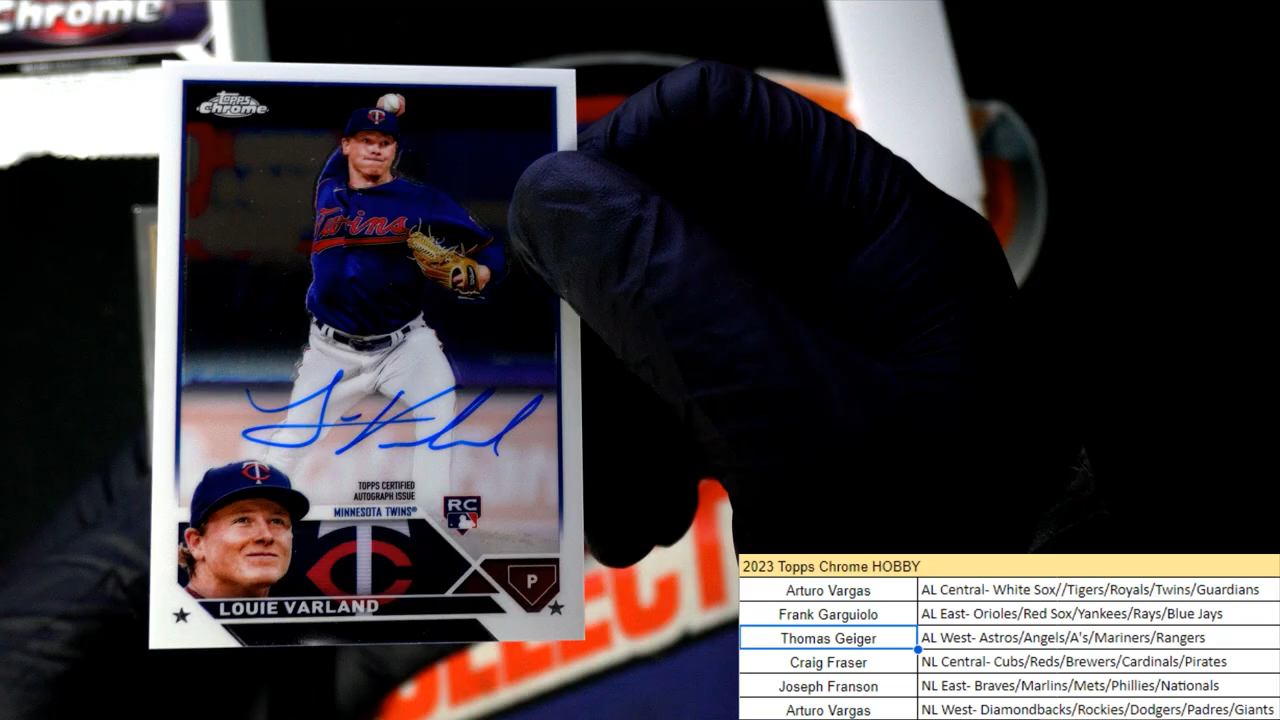 Chrome
Topps
Chrome
Twins
TOPPS CERTIFIED
AUTOGRAPH ISSUE
MINNESOTA TWINS®
RC
P
LOUIE VARLAND
2023 Topps Chrome HOBBY
Arturo Vargas AL Central- White Sox//Tigers/Royals/Twins/Guardians
Frank Garguiolo AL East- Orioles/Red Sox/Yankees/Rays/Blue Jays
Thomas Geiger AL West- Astros/Angels/A's/Mariners/Rangers
Craig Fraser NL Central- Cubs/Reds/Brewers/Cardinals/Pirates
Joseph Franson NL East- Braves/Marlins/Mets/Phillies/Nationals
Arturo Vargas NL West- Diamondbacks/Rockies/Dodgers/Padres/Giants